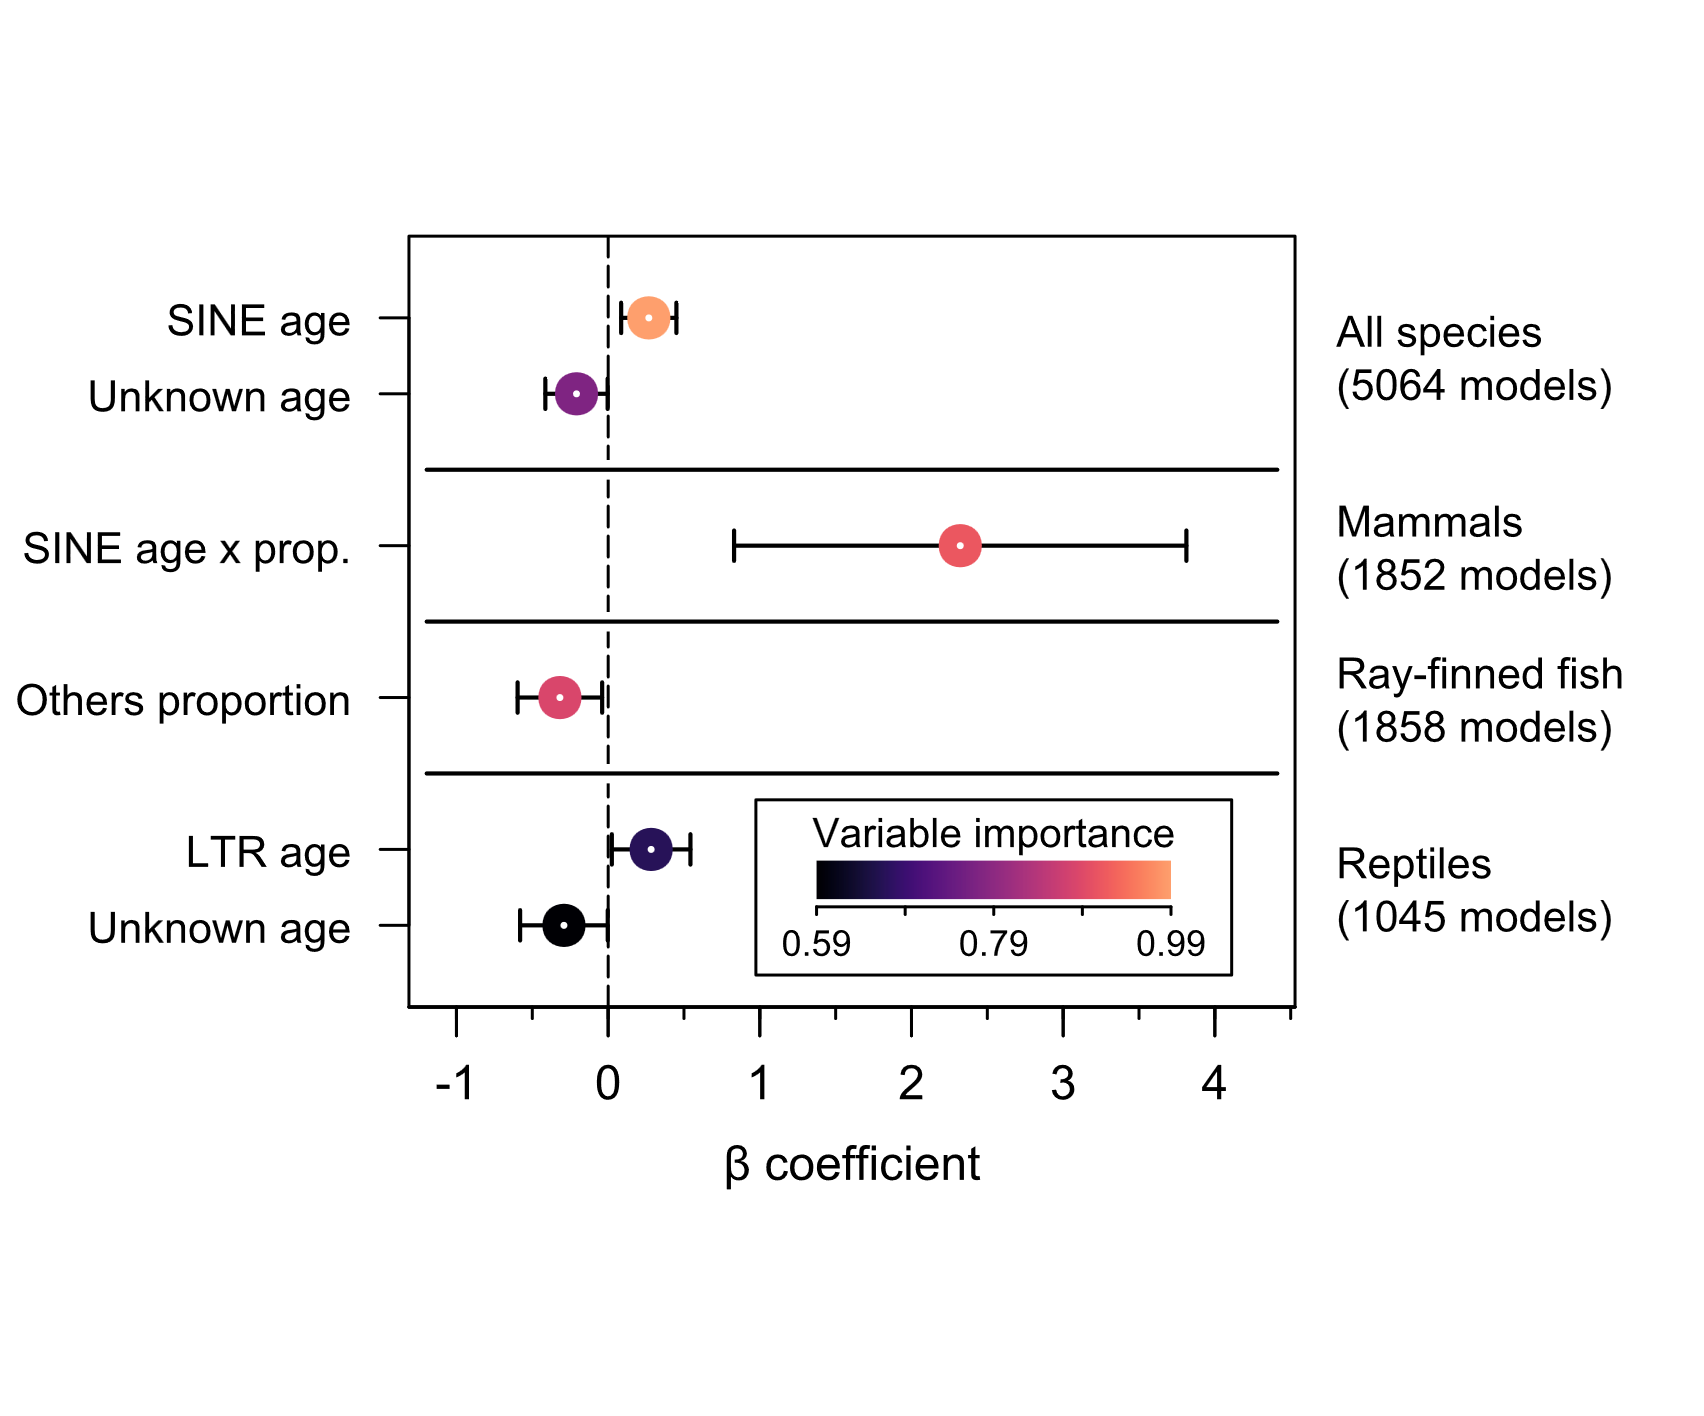 SINE age
Unknown age
All species
(5064 models)
SINE age x prop.
Mammals
(1852 models)
Others proportion
Ray-finned fish
(1858 models)
LTR age
Unknown age
Reptiles
(1045 models)
Variable importance
0.59 0.79 0.99
-1 0 1 2 3 4
β coefficient